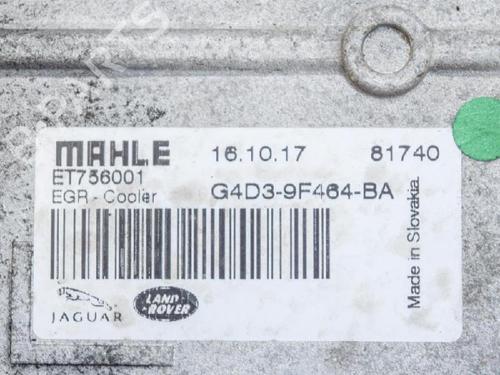 MAHLE 16.10.17 81740
ET756001
EGR - Cooler G4D3-9F464-BA
Made in Slovakia.
JAGUAR
LAND
ROVER